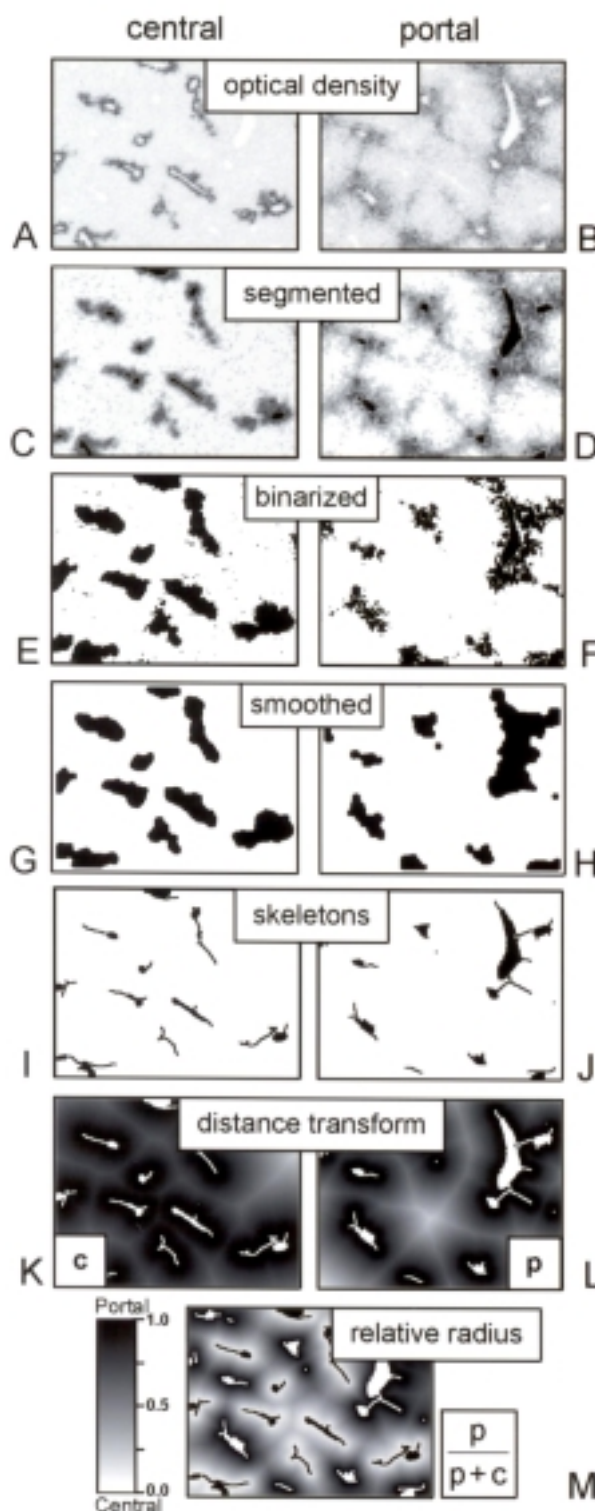 central portal
optical density
A B
segmented
C D
binarized
E F
smoothed
G H
skeletons
I J
distance transform
c p
K L
Portal
1.0
relative radius
0.5
p
p + c
0.0
Central
M